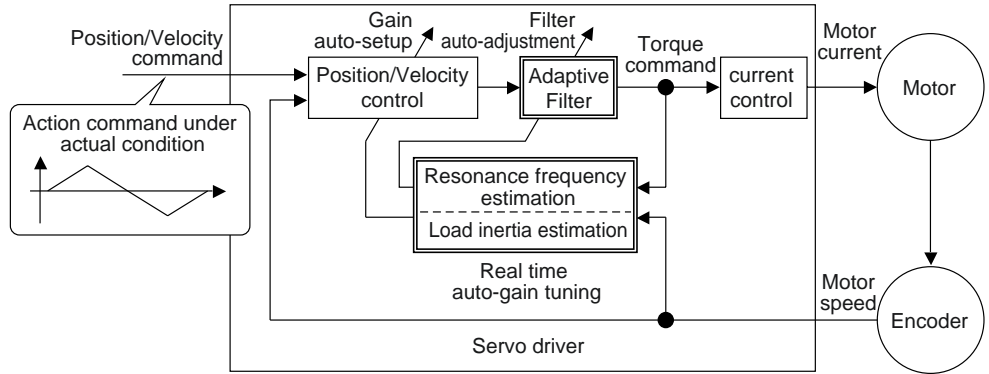 Position/Velocity
command
Gain
auto-setup
Filter
auto-adjustment
Torque
command
Motor
current
Position/Velocity
control
Adaptive
Filter
current
control
Motor
Action command under
actual condition
Resonance frequency
estimation
Load inertia estimation
Real time
auto-gain tuning
Motor
speed
Encoder
Servo driver